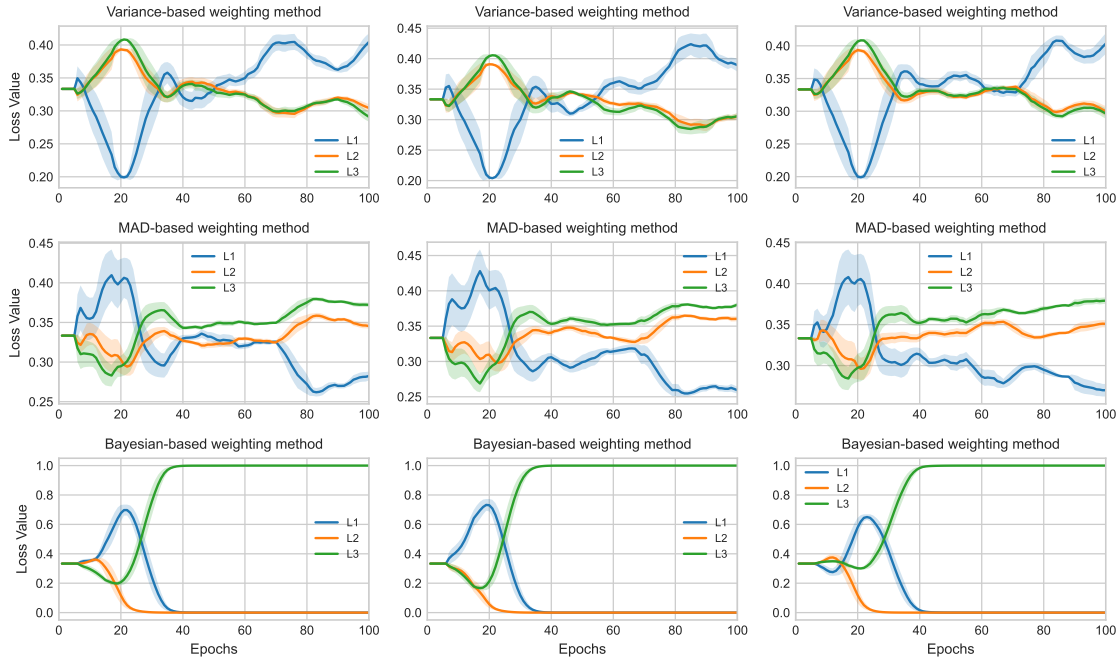 Variance-based weighting method
Variance-based weighting method
Variance-based weighting method
Loss Value
0.40
0.35
0.30
0.25
0.20
L1
L2
L3
0
20
40
60
80
100
0.45
0.40
0.35
0.30
0.25
0.20
L1
L2
L3
0
20
40
60
80
100
0.40
0.35
0.30
0.25
0.20
L1
L2
L3
0
20
40
60
80
100
MAD-based weighting method
MAD-based weighting method
MAD-based weighting method
Loss Value
0.45
0.40
0.35
0.30
0.25
L1
L2
L3
0
20
40
60
80
100
0.45
0.40
0.35
0.30
0.25
L1
L2
L3
0
20
40
60
80
100
0.45
0.40
0.35
0.30
L1
L2
L3
0
20
40
60
80
100
Bayesian-based weighting method
Bayesian-based weighting method
Bayesian-based weighting method
Loss Value
1.0
0.8
0.6
0.4
0.2
0.0
L1
L2
L3
0
20
40
60
80
100
Epochs
1.0
0.8
0.6
0.4
0.2
0.0
L1
L2
L3
0
20
40
60
80
100
Epochs
1.0
0.8
0.6
0.4
0.2
0.0
L1
L2
L3
0
20
40
60
80
100
Epochs